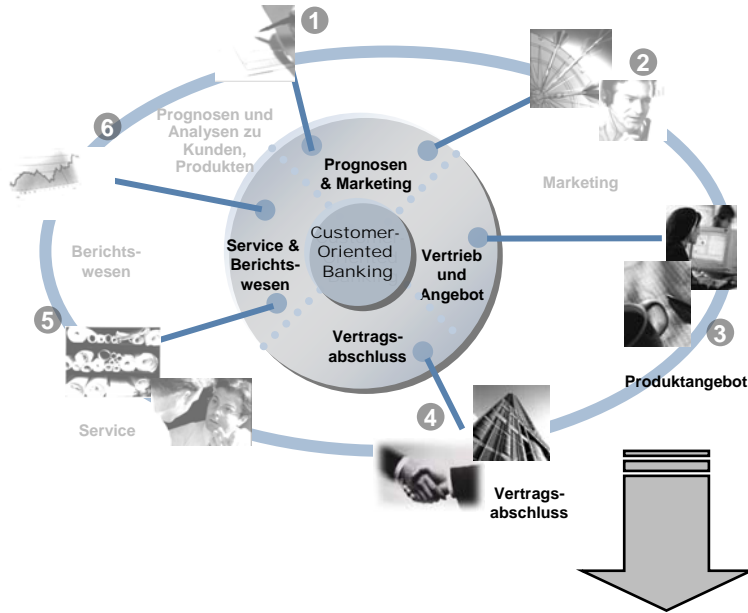 1
Prognosen und
Analysen zu
Kunden,
Produkten
2
Marketing
3
Produktangebot
4
Vertrags-
abschluss
5
Service
6
Berichts-
wesen
Prognosen
& Marketing
Vertrieb
und
Angebot
Vertrags-
abschluss
Service &
Berichts-
wesen
Customer-
Oriented
Banking